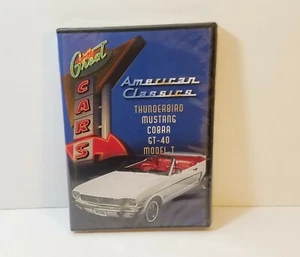 Great
CARS
American
Classics
THUNDERBIRD
MUSTANG
COBRA
GT-40
MODEL T